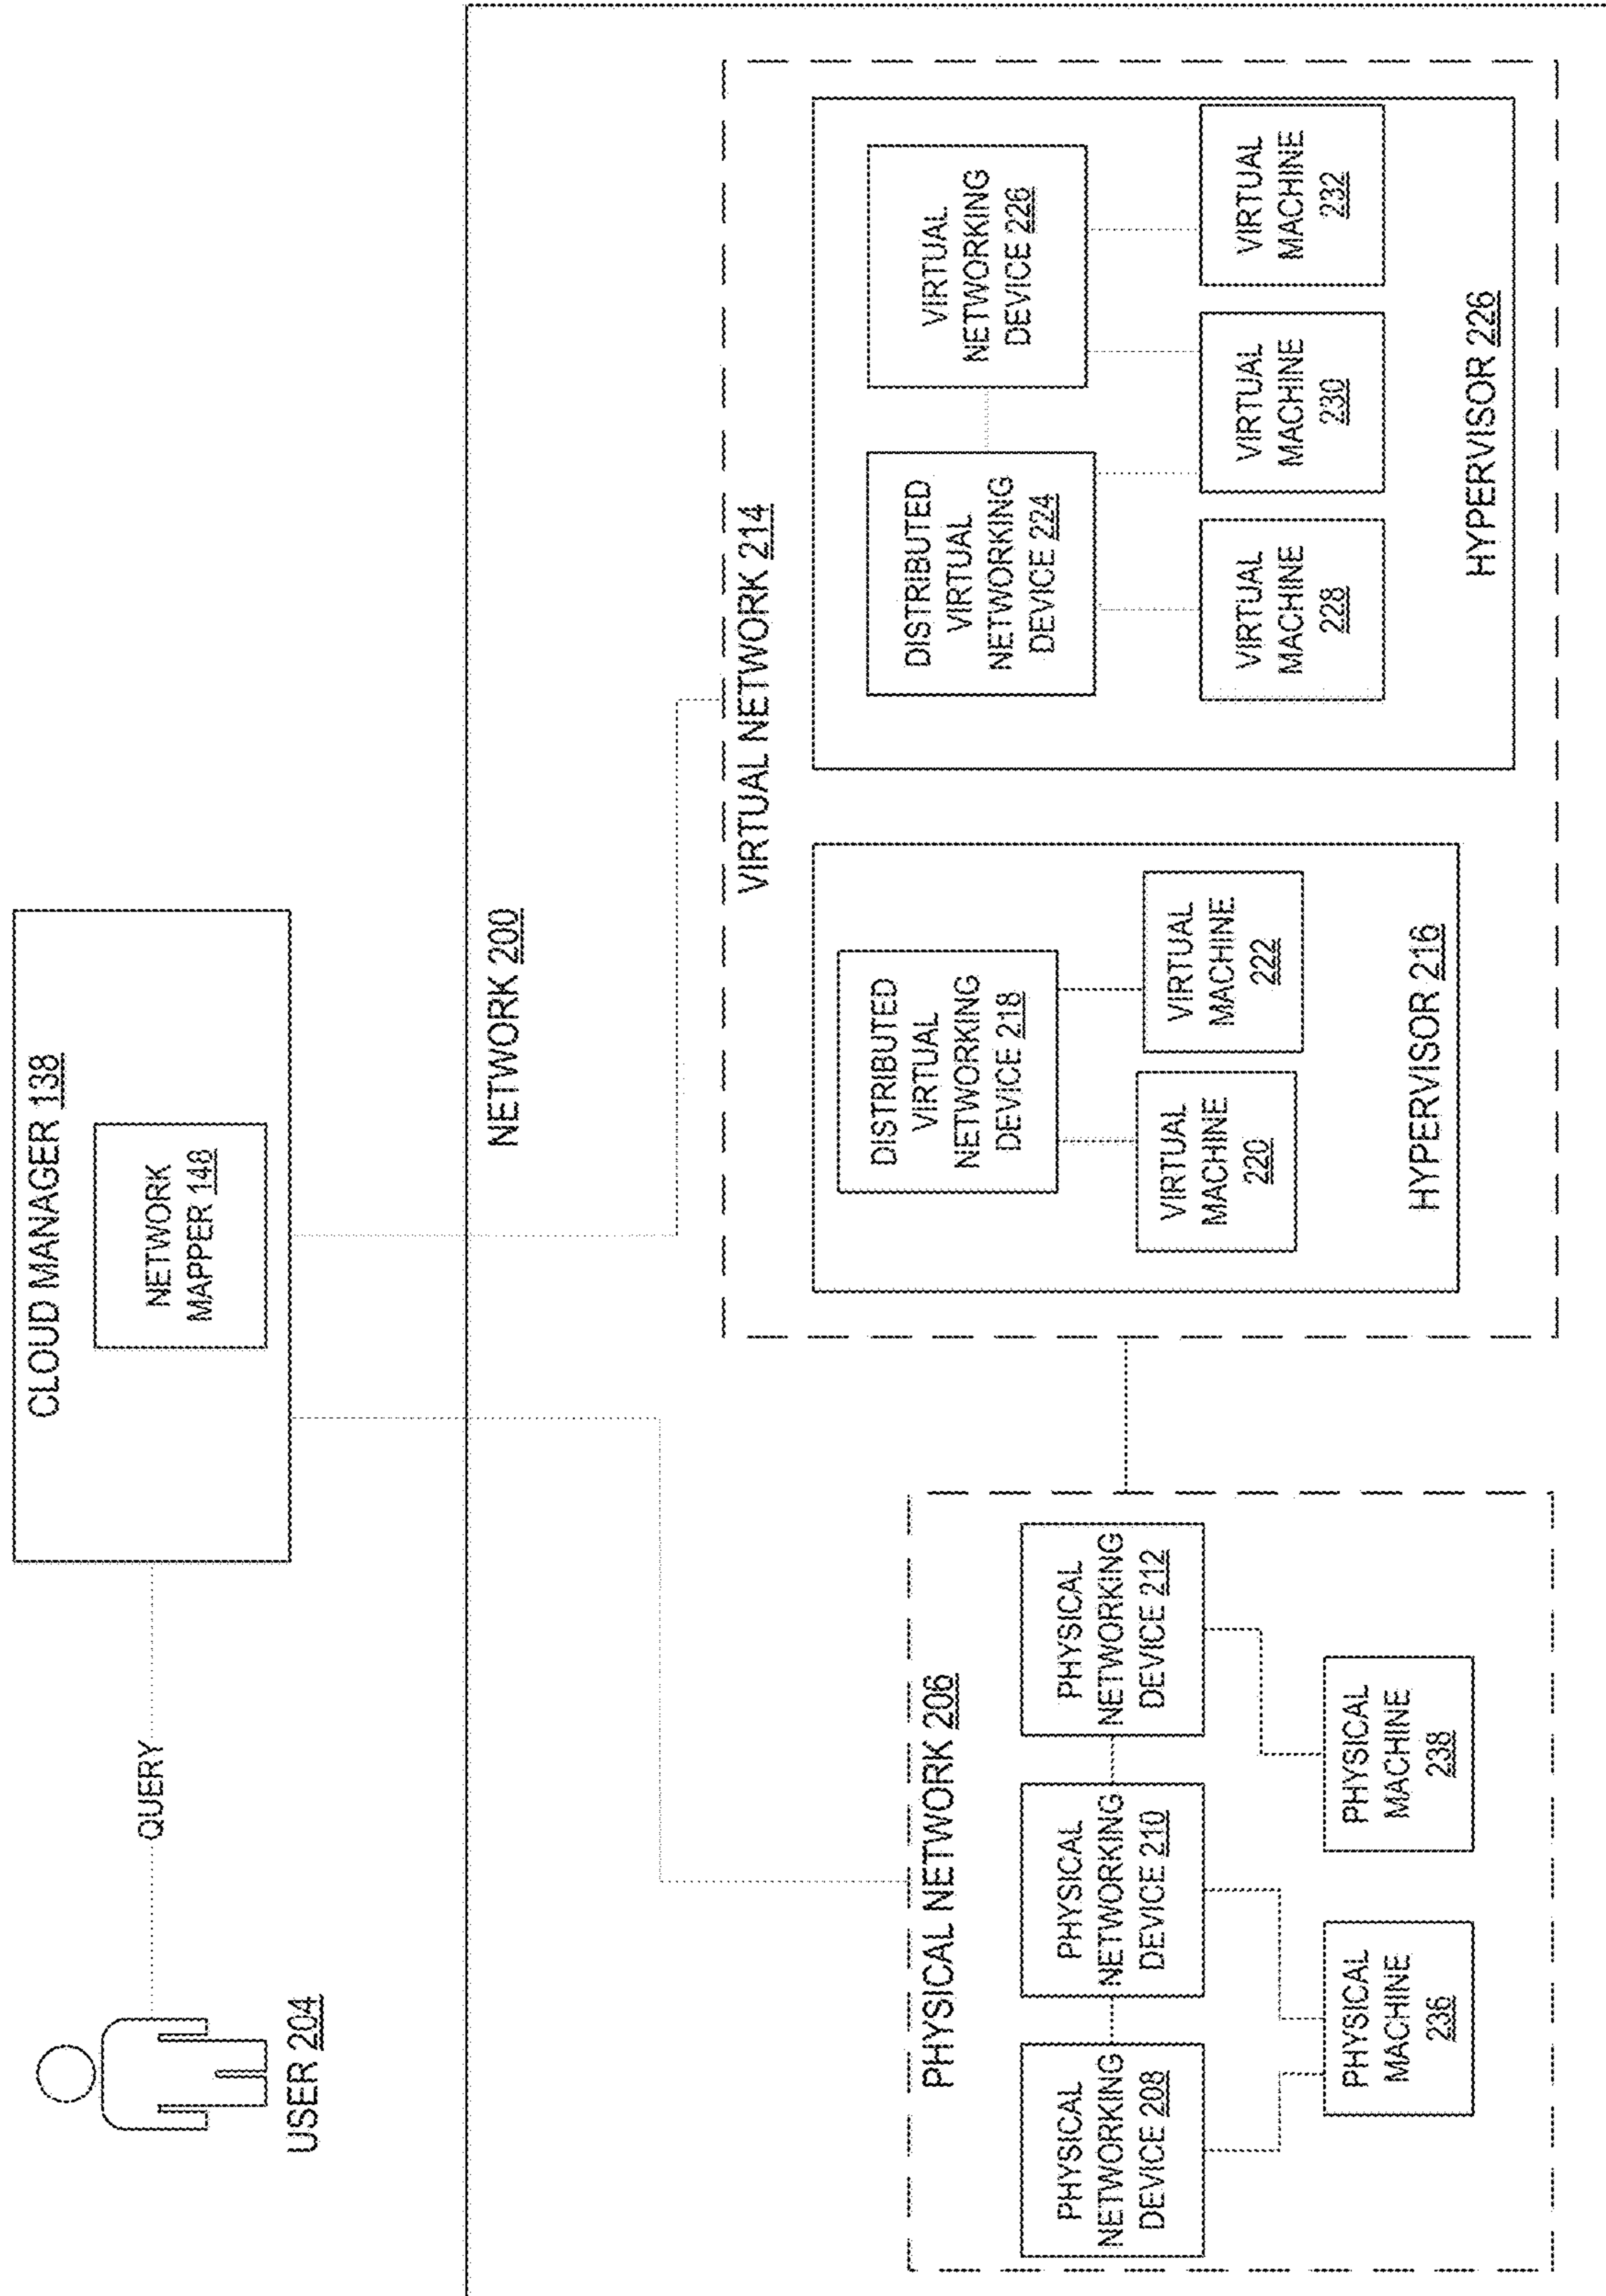 USER 204
QUERY
CLOUD MANAGER 138
NETWORK
MAPPER 148
NETWORK 200
PHYSICAL NETWORK 206
PHYSICAL
NETWORKING
DEVICE 208
PHYSICAL
NETWORKING
DEVICE 210
PHYSICAL
NETWORKING
DEVICE 212
PHYSICAL
MACHINE
236
PHYSICAL
MACHINE
238
VIRTUAL NETWORK 214
DISTRIBUTED
VIRTUAL
NETWORKING
DEVICE 218
VIRTUAL
MACHINE
220
VIRTUAL
MACHINE
222
HYPERVISOR 216
DISTRIBUTED
VIRTUAL
NETWORKING
DEVICE 224
VIRTUAL
NETWORKING
DEVICE 226
VIRTUAL
MACHINE
228
VIRTUAL
MACHINE
230
VIRTUAL
MACHINE
232
HYPERVISOR 226